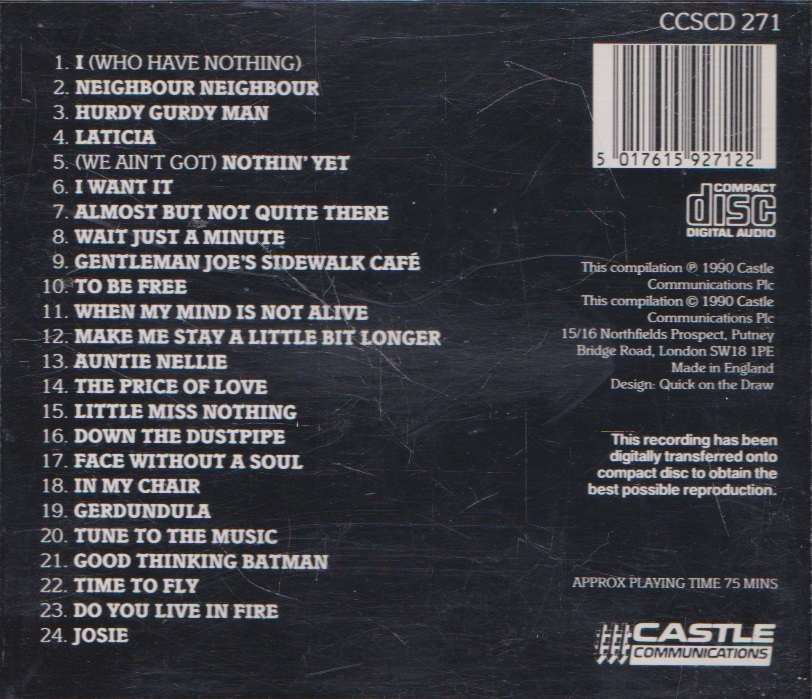 CCSCD 271
1. I (WHO HAVE NOTHING)
2. NEIGHBOUR NEIGHBOUR
3. HURDY GURDY MAN
4. LATICIA
5. (WE AIN'T GOT) NOTHIN' YET
6. I WANT IT
7. ALMOST BUT NOT QUITE THERE
8. WAIT JUST A MINUTE
9. GENTLEMAN JOE'S SIDEWALK CAFÉ
10. TO BE FREE
11. WHEN MY MIND IS NOT ALIVE
12. MAKE ME STAY A LITTLE BIT LONGER
13. AUNTIE NELLIE
14. THE PRICE OF LOVE
15. LITTLE MISS NOTHING
16. DOWN THE DUSTPIPE
17. FACE WITHOUT A SOUL
18. IN MY CHAIR
19. GERDUNDULA
20. TUNE TO THE MUSIC
21. GOOD THINKING BATMAN
22. TIME TO FLY
23. DO YOU LIVE IN FIRE
24. JOSIE
5 017615 927122
COMPACT
disc
DIGITAL AUDIO
This compilation ℗ 1990 Castle
Communications Plc
This compilation © 1990 Castle
Communications Plc
15/16 Northfields Prospect, Putney
Bridge Road, London SW18 1PE
Made in England
Design: Quick on the Draw
This recording has been
digitally transferred onto
compact disc to obtain the
best possible reproduction.
APPROX PLAYING TIME 75 MINS
CASTLE
COMMUNICATIONS